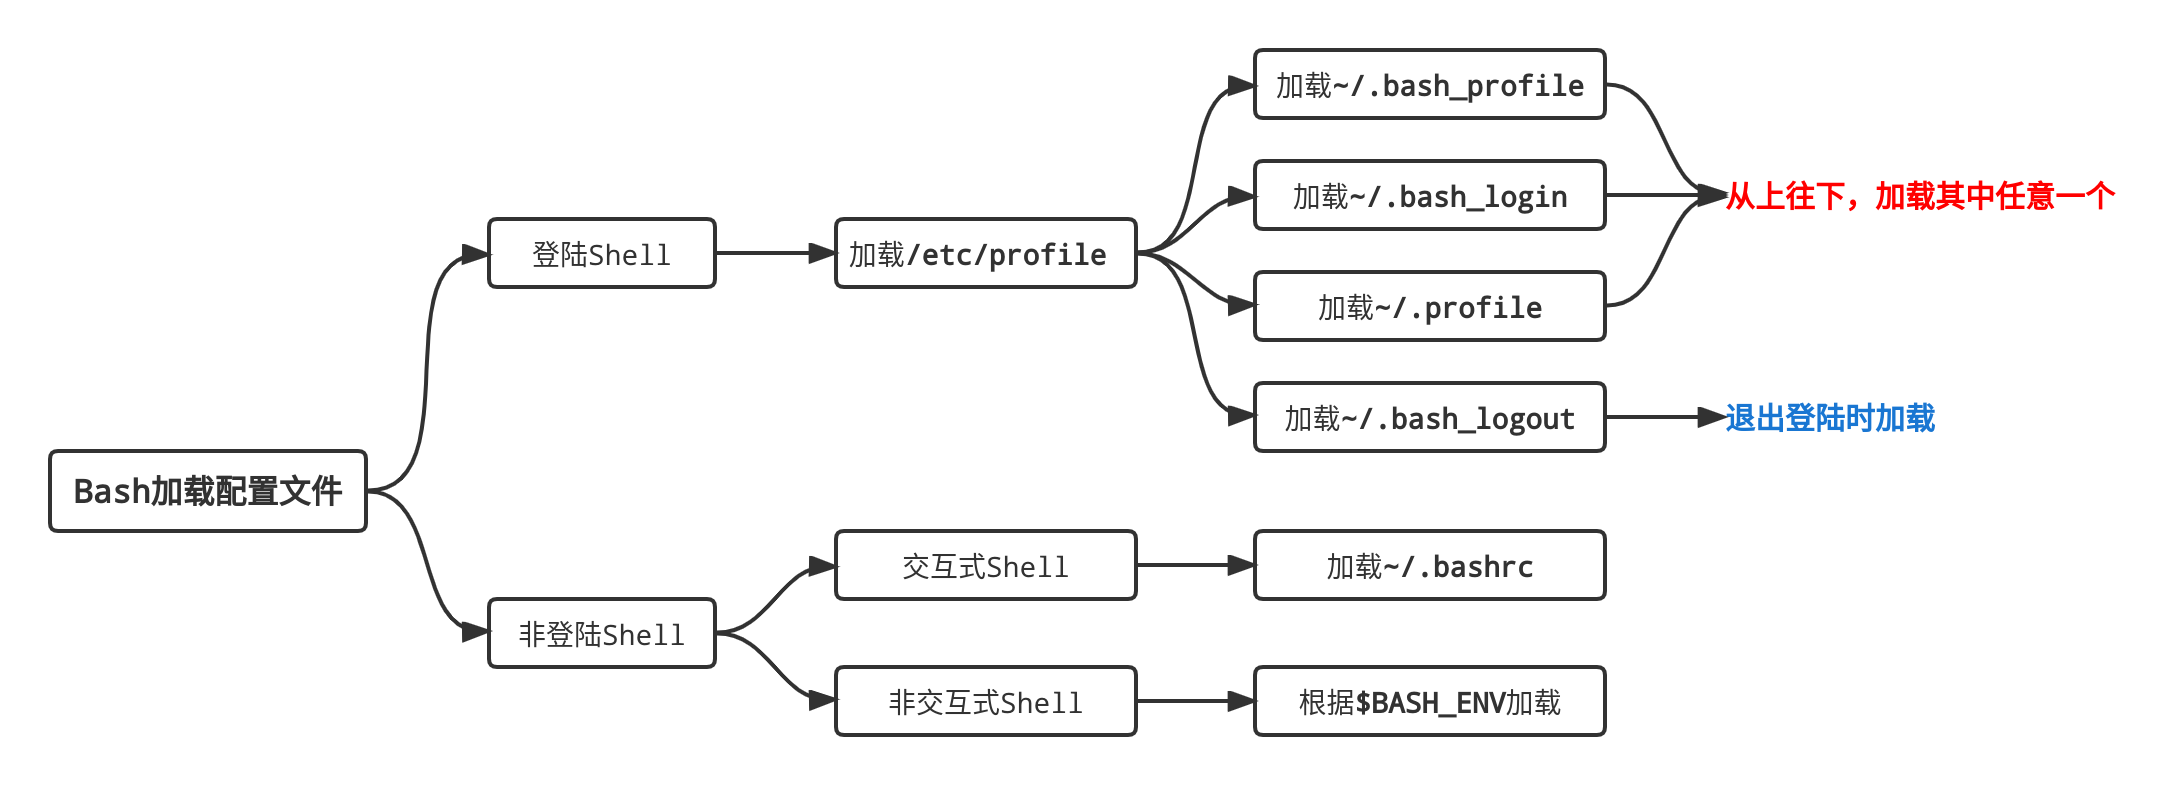 加载~/.bash_profile
加载~/.bash_login
从上往下，加载其中任意一个
登陆Shell
加载/etc/profile
加载~/.profile
加载~/.bash_logout
退出登陆时加载
Bash加载配置文件
交互式Shell
加载~/.bashrc
非登陆Shell
非交互式Shell
根据$BASH_ENV加载